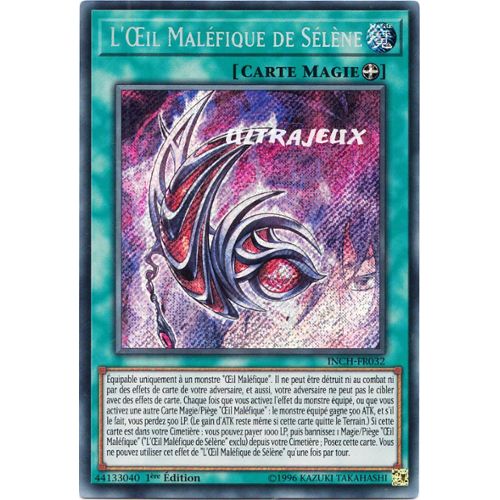 L'Œil Maléfique de Sélène
[Carte Magie]
ULTRAJEUX
INCH-FR032
Équipable uniquement à un monstre "Œil Maléfique". Il ne peut être détruit ni au combat ni
par des effets de carte de votre adversaire, et aussi, votre adversaire ne peut pas le cibler
avec des effets de carte. Chaque fois que vous activez l'effet du monstre équipé, ou que vous
activez une autre Carte Magie/Piège "Œil Maléfique" : le monstre équipé gagne 500 ATK, et s'il
le fait, vous perdez 500 LP. (Le gain d'ATK reste même si cette carte quitte le Terrain.) Si cette
carte est dans votre Cimetière : vous pouvez payer 1000 LP, puis bannissez 1 Magie/Piège "Œil
Maléfique" ("L'Œil Maléfique de Sélène" exclu) depuis votre Cimetière ; Posez cette carte. Vous
ne pouvez utiliser cet effet de "L'Œil Maléfique de Sélène" qu'une fois par tour.
44133040 1ère Édition ©1996 KAZUKI TAKAHASHI